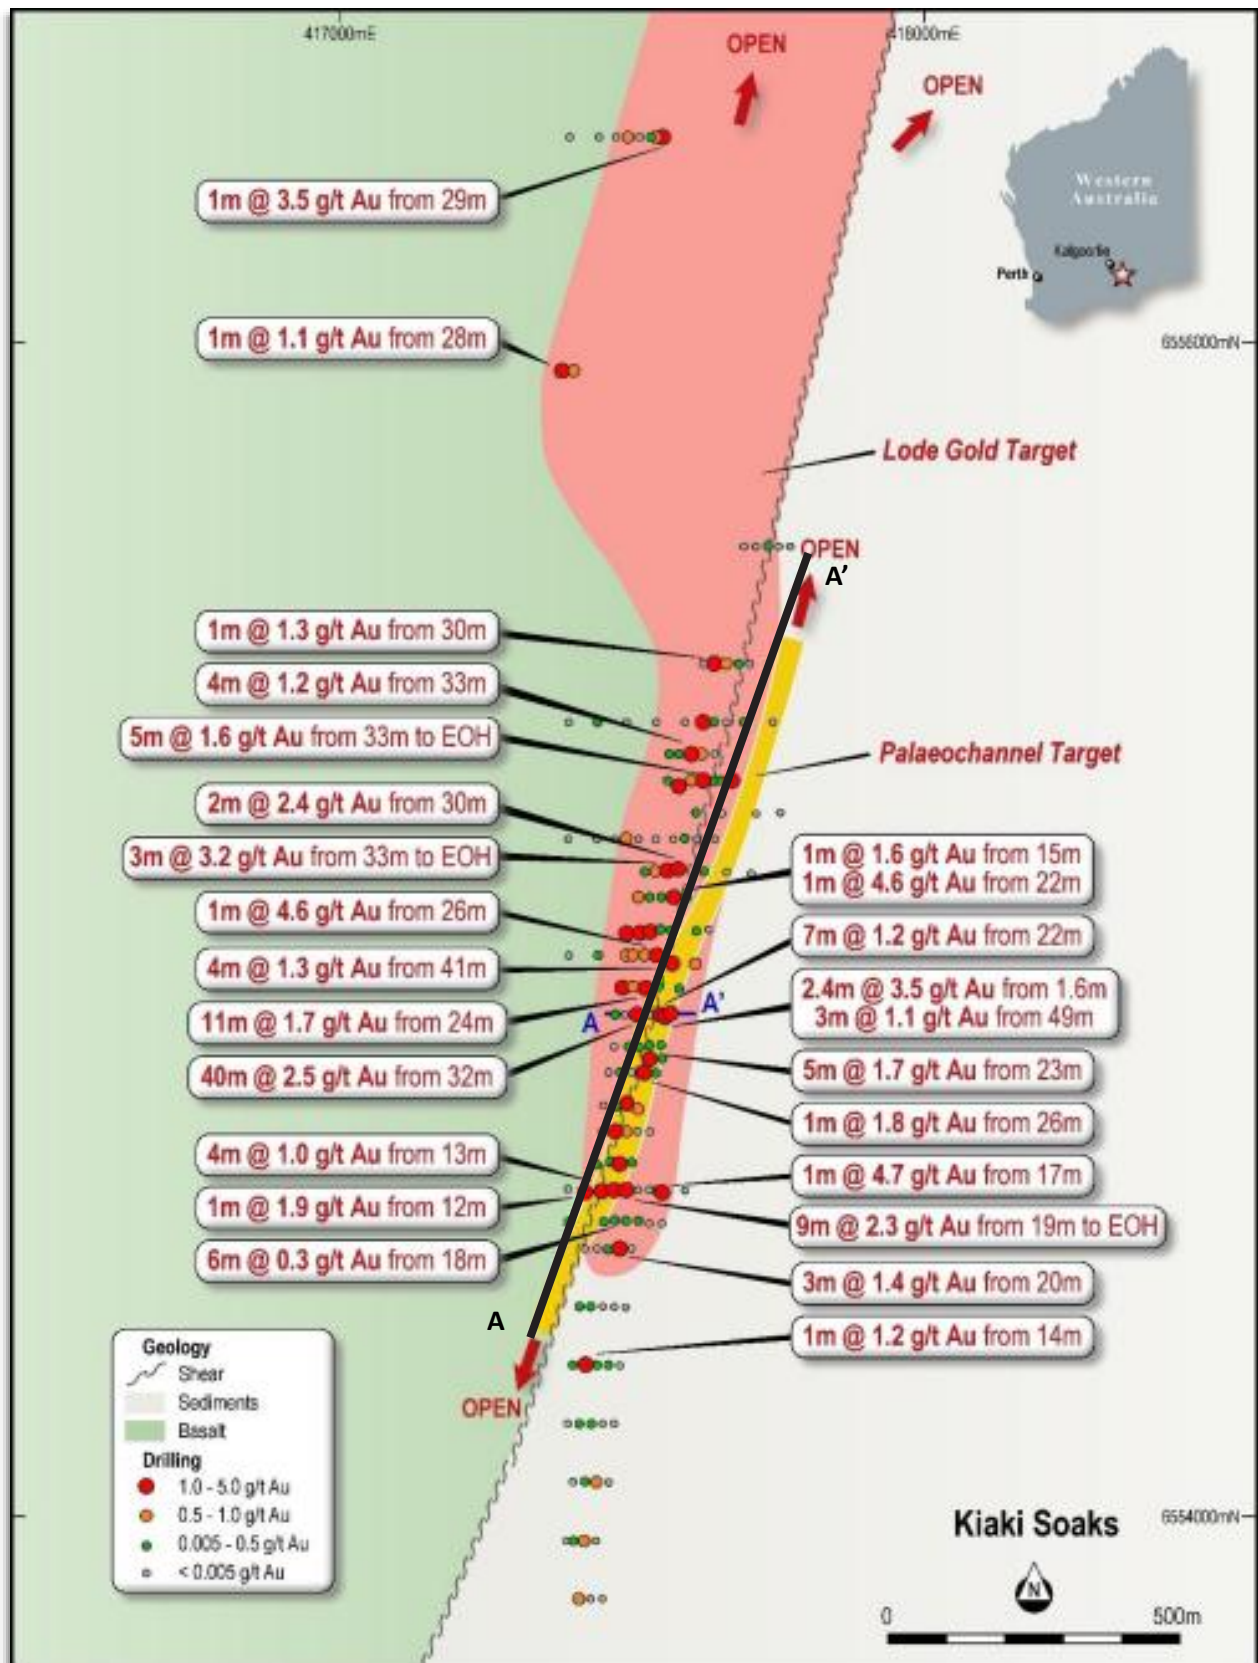 417000mE
418000mE
OPEN
OPEN
Western
Australia
Kalgoorlie
Perth
1m @ 3.5 g/t Au from 29m
1m @ 1.1 g/t Au from 28m
6556000mN
Lode Gold Target
OPEN
A’
1m @ 1.3 g/t Au from 30m
4m @ 1.2 g/t Au from 33m
5m @ 1.6 g/t Au from 33m to EOH
Palaeochannel Target
2m @ 2.4 g/t Au from 30m
3m @ 3.2 g/t Au from 33m to EOH
1m @ 4.6 g/t Au from 26m
4m @ 1.3 g/t Au from 41m
11m @ 1.7 g/t Au from 24m
40m @ 2.5 g/t Au from 32m
A
A'
1m @ 1.6 g/t Au from 15m
1m @ 4.6 g/t Au from 22m
7m @ 1.2 g/t Au from 22m
2.4m @ 3.5 g/t Au from 1.6m
3m @ 1.1 g/t Au from 49m
5m @ 1.7 g/t Au from 23m
1m @ 1.8 g/t Au from 26m
4m @ 1.0 g/t Au from 13m
1m @ 1.9 g/t Au from 12m
6m @ 0.3 g/t Au from 18m
1m @ 4.7 g/t Au from 17m
9m @ 2.3 g/t Au from 19m to EOH
3m @ 1.4 g/t Au from 20m
1m @ 1.2 g/t Au from 14m
A
OPEN
Geology
Shear
Sediments
Basalt
Drilling
1.0 - 5.0 g/t Au
0.5 - 1.0 g/t Au
0.005 - 0.5 g/t Au
< 0.005 g/t Au
Kiaki Soaks
6554000mN
N
0
500m